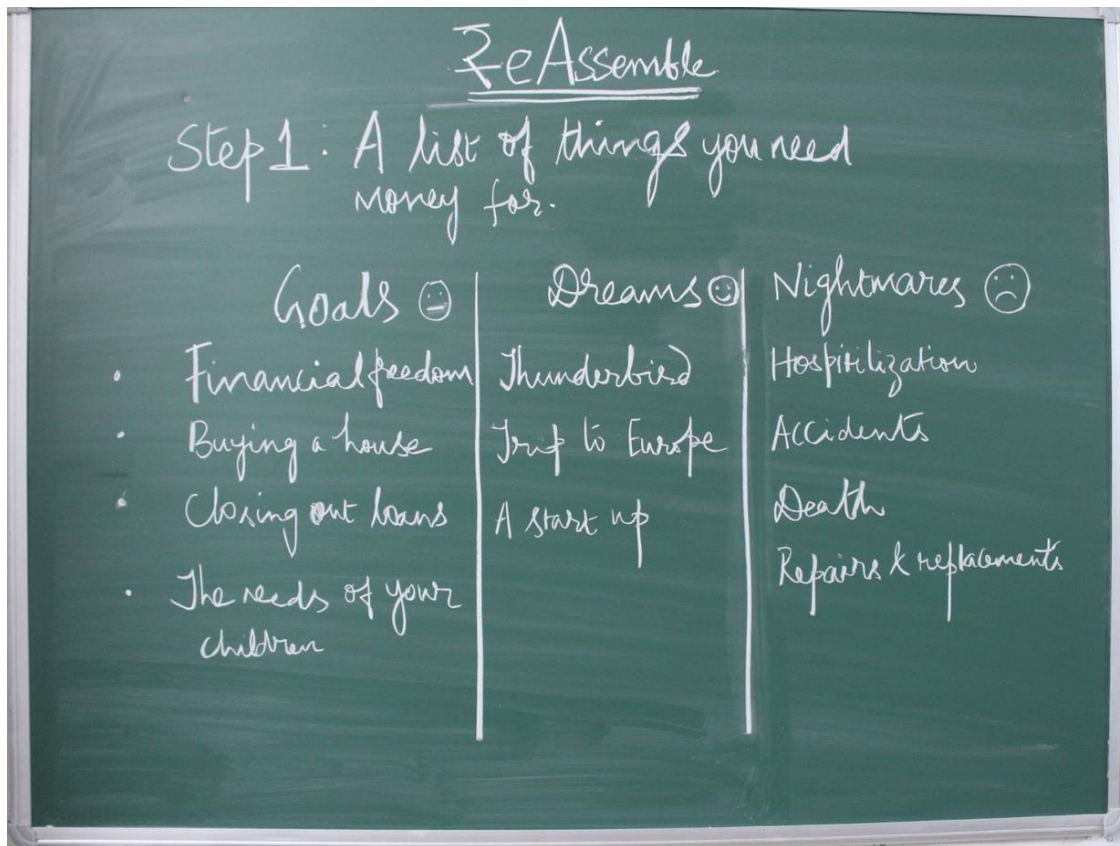 ₹eAssemble
Step 1: A list of things you need
money for.
Goals
Financial freedom
Buying a house
Closing out loans
The needs of your
children
Dreams
Thunderbird
Trip to Europe
A start up
Nightmares
Hospitilization
Accidents
Death
Repairs & replacements